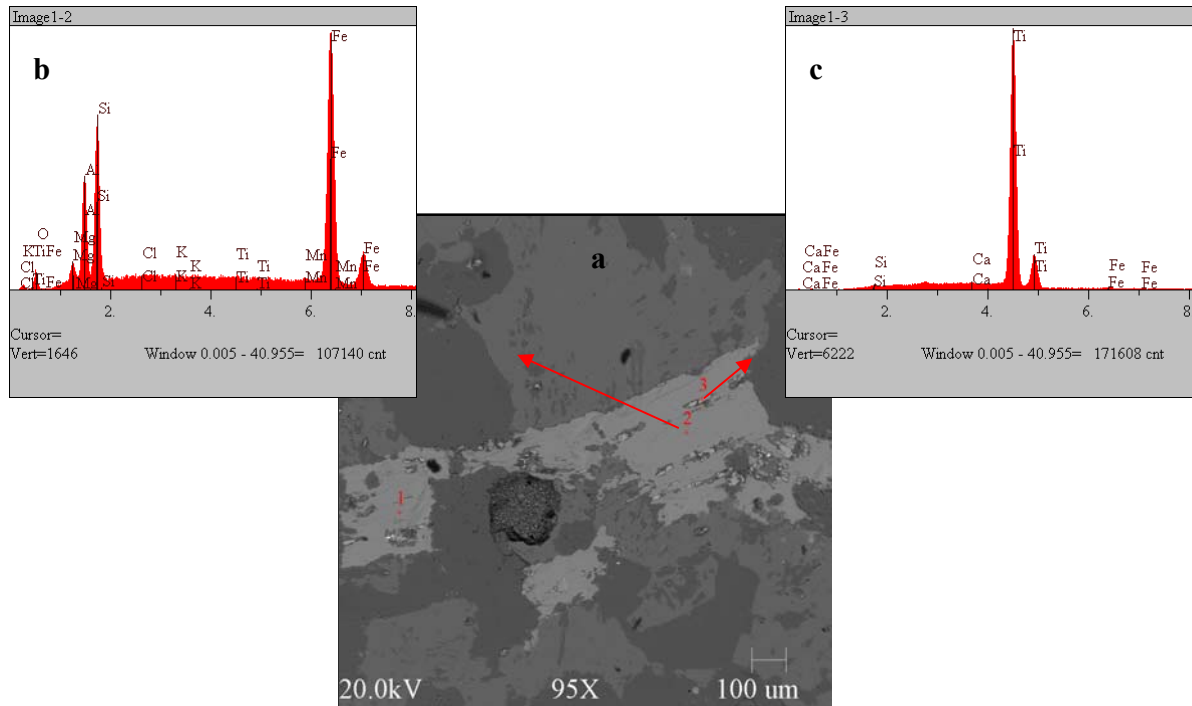 Image1-2
b
Fe
Si
A
Fe
Si
A
O
Mg
Mg
K Ti Fe
Cl
Cl
Ti Fe
Si
Cl
Cl
K
K
K
K
Ti
Ti
Ti
Ti
Mn
Mn
Mn
Mn
Fe
Fe
2. 4. 6. 8.
Cursor=
Vert=1646 Window 0.005 - 40.955= 107140 cnt
Image1-3
c
Ti
Ti
Ti
Ti
CaFe
CaFe
CaFe
Si
Si
Ca
Ca
Fe
Fe
Fe
Fe
2. 4. 6. 8
Cursor=
Vert=6222 Window 0.005 - 40.955= 171608 cnt
a
3
2
1
20.0kV 95X 100 um